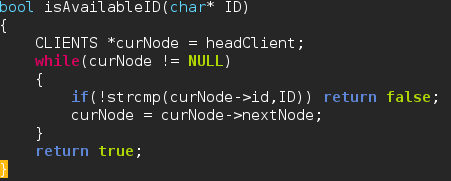 bool isAvailableID(char* ID)
{
    CLIENTS *curNode = headClient;
    while(curNode != NULL)
    {
        if(!strcmp(curNode->id,ID)) return false;
        curNode = curNode->nextNode;
    }
    return true;
}